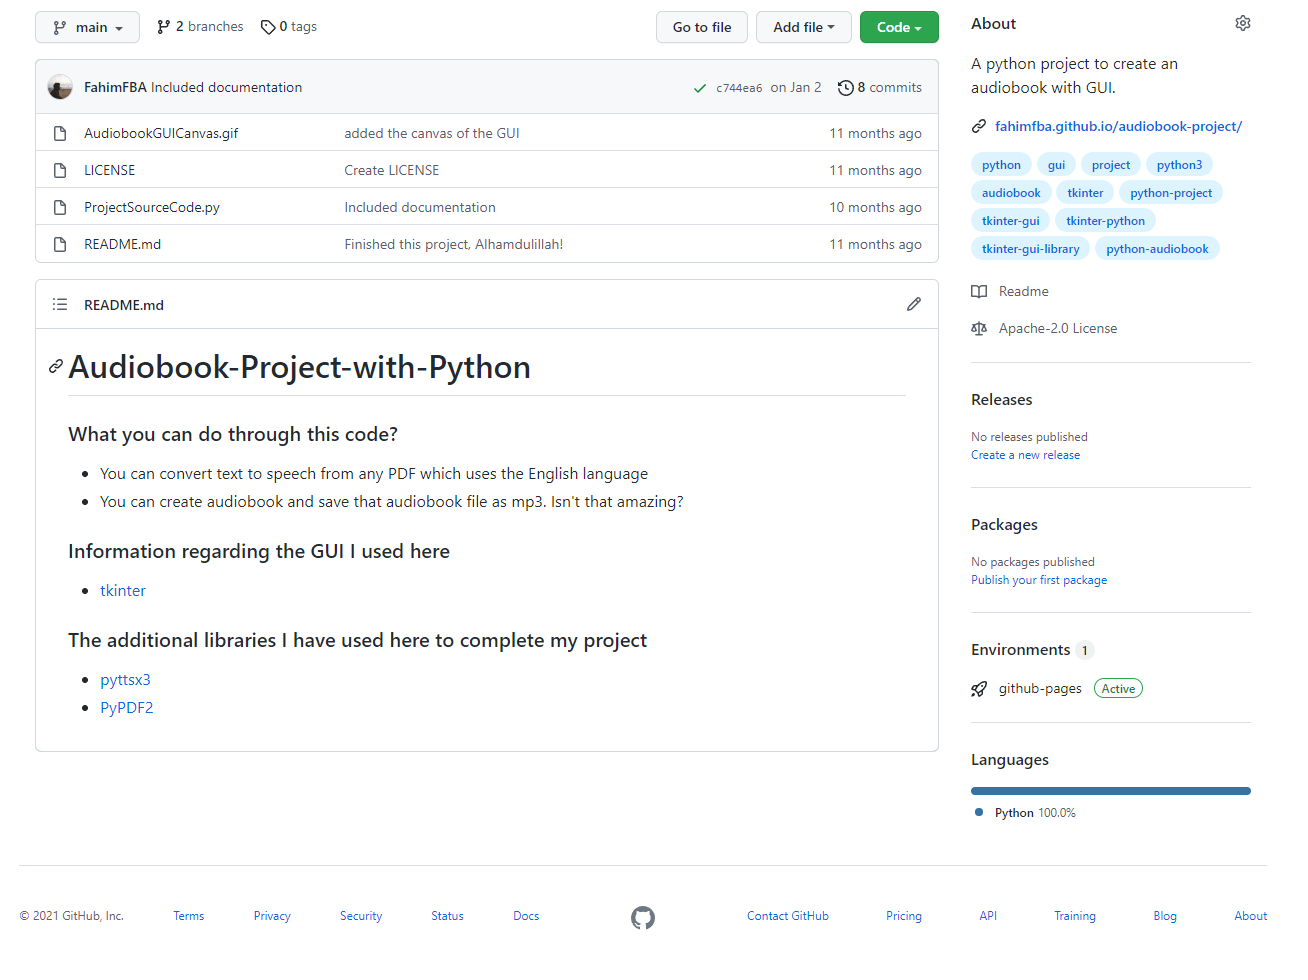 main 2 branches 0 tags Go to file Add file Code
FahimFBA Included documentation c744ea6 on Jan 2 8 commits
AudiobookGUICanvas.gif added the canvas of the GUI 11 months ago
LICENSE Create LICENSE 11 months ago
ProjectSourceCode.py Included documentation 10 months ago
README.md Finished this project, Alhamdulillah! 11 months ago
README.md
Audiobook-Project-with-Python
What you can do through this code?
You can convert text to speech from any PDF which uses the English language
You can create audiobook and save that audiobook file as mp3. Isn't that amazing?
Information regarding the GUI I used here
tkinter
The additional libraries I have used here to complete my project
pyttsx3
PyPDF2
About
A python project to create an
audiobook with GUI.
fahimfba.github.io/audiobook-project/
python gui project python3
audiobook tkinter python-project
tkinter-gui tkinter-python
tkinter-gui-library python-audiobook
Readme
Apache-2.0 License
Releases
No releases published
Create a new release
Packages
No packages published
Publish your first package
Environments 1
github-pages Active
Languages
Python 100.0%
© 2021 GitHub, Inc. Terms Privacy Security Status Docs Contact GitHub Pricing API Training Blog About